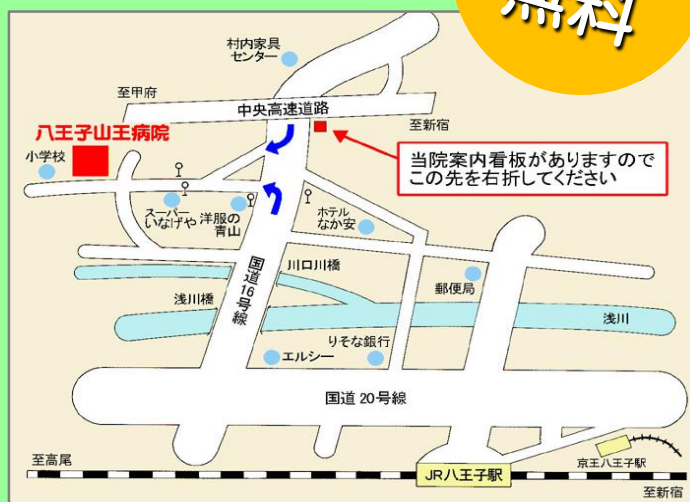 無料
村内家具
センター
至甲府
中央高速道路
至新宿
八王子山王病院
小学校
当院案内看板がありますので
この先を右折してください
スーパー
いなげや
洋服の
青山
ホテル
なか安
国道16号線
川口川橋
浅川橋
郵便局
浅川
りそな銀行
エルシー
国道20号線
至高尾
JR八王子駅
京王八王子駅
至新宿